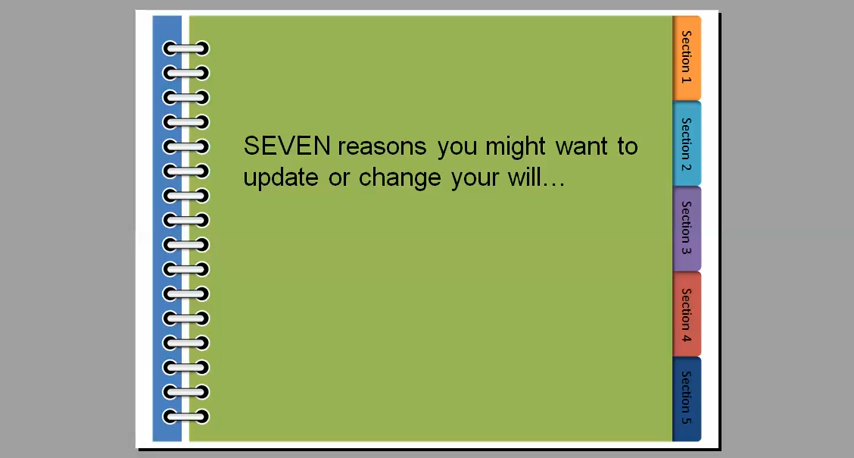 SEVEN reasons you might want to
update or change your will…
Section 1
Section 2
Section 3
Section 4
Section 5